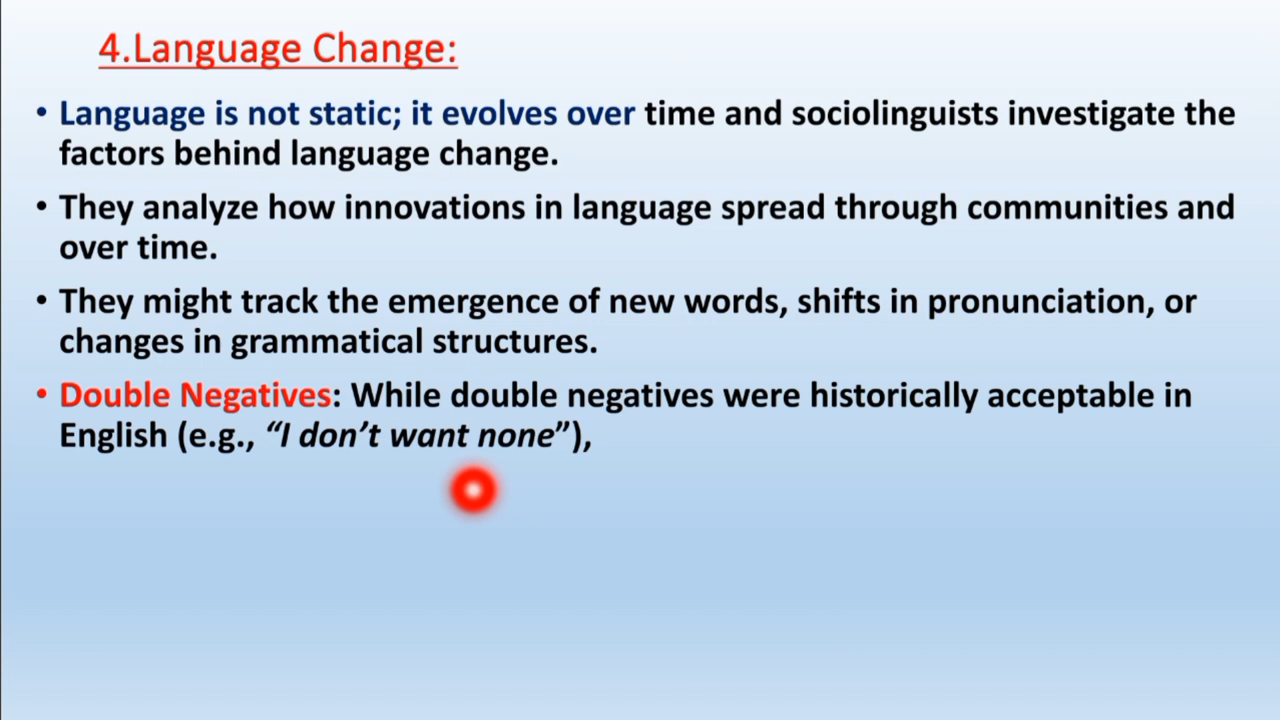 4.Language Change:
• Language is not static; it evolves over time and sociolinguists investigate the
factors behind language change.
• They analyze how innovations in language spread through communities and
over time.
• They might track the emergence of new words, shifts in pronunciation, or
changes in grammatical structures.
• Double Negatives: While double negatives were historically acceptable in
English (e.g., “I don’t want none”),